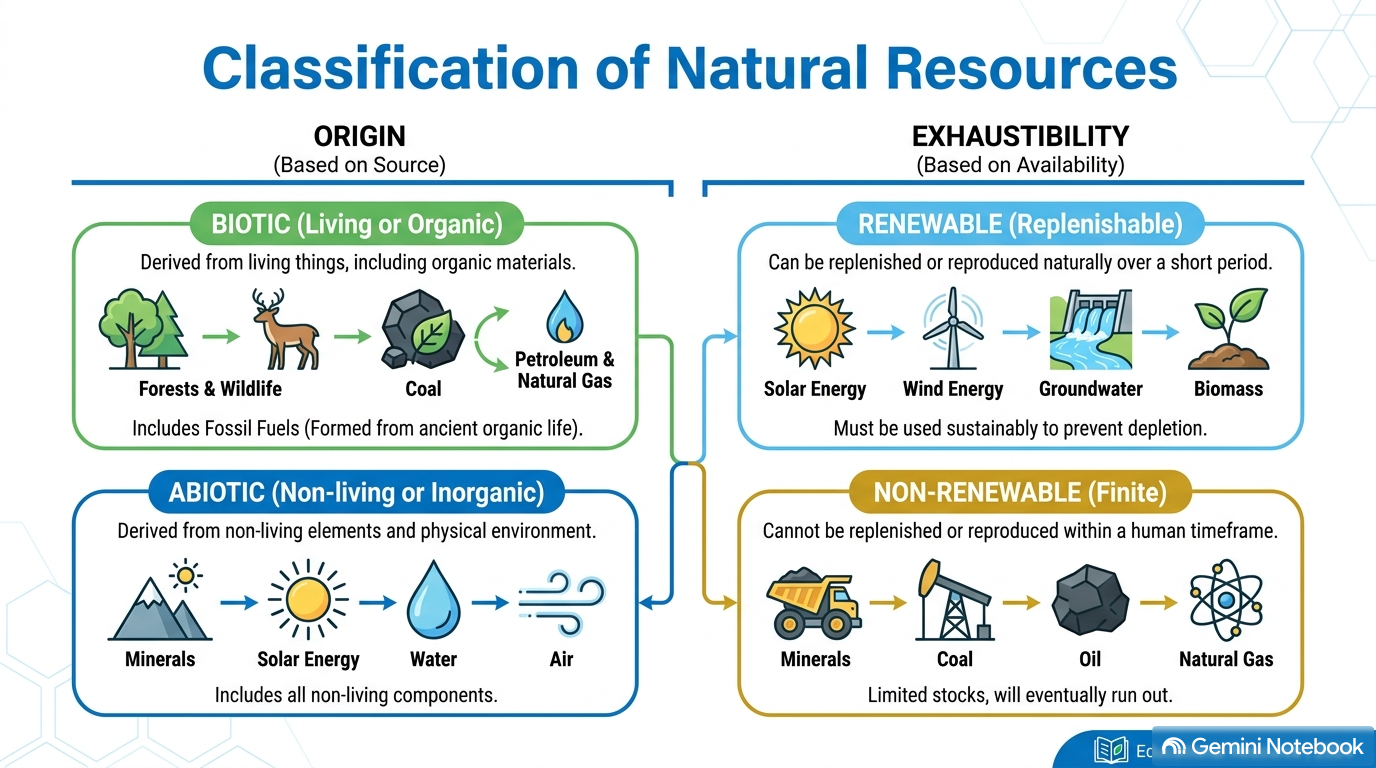 Classification of Natural Resources
ORIGIN
(Based on Source)
EXHAUSTIBILITY
(Based on Availability)
BIOTIC (Living or Organic)
Derived from living things, including organic materials.
Forests & Wildlife
Coal
Petroleum &
Natural Gas
Includes Fossil Fuels (Formed from ancient organic life).
RENEWABLE (Replenishable)
Can be replenished or reproduced naturally over a short period.
Solar Energy
Wind Energy
Groundwater
Biomass
Must be used sustainably to prevent depletion.
ABIOTIC (Non-living or Inorganic)
Derived from non-living elements and physical environment.
Minerals
Solar Energy
Water
Air
Includes all non-living components.
NON-RENEWABLE (Finite)
Cannot be replenished or reproduced within a human timeframe.
Minerals
Coal
Oil
Natural Gas
Limited stocks, will eventually run out.
Gemini Notebook